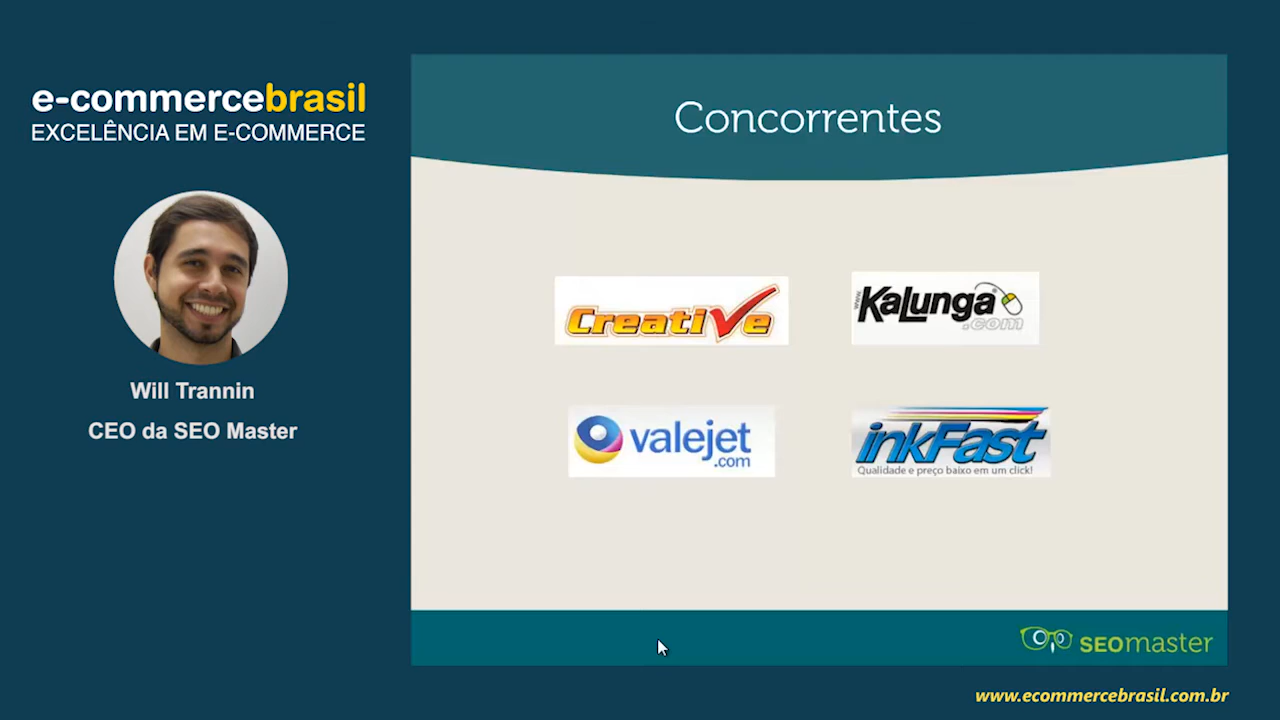 e-commercebrasil
EXCELÊNCIA EM E-COMMERCE
Will Trannin
CEO da SEO Master
Concorrentes
Creative
www.KaLunga
.com
valejet
.com
inkFast
Qualidade e preço baixo em um click!
SEOmaster
www.ecommercebrasil.com.br